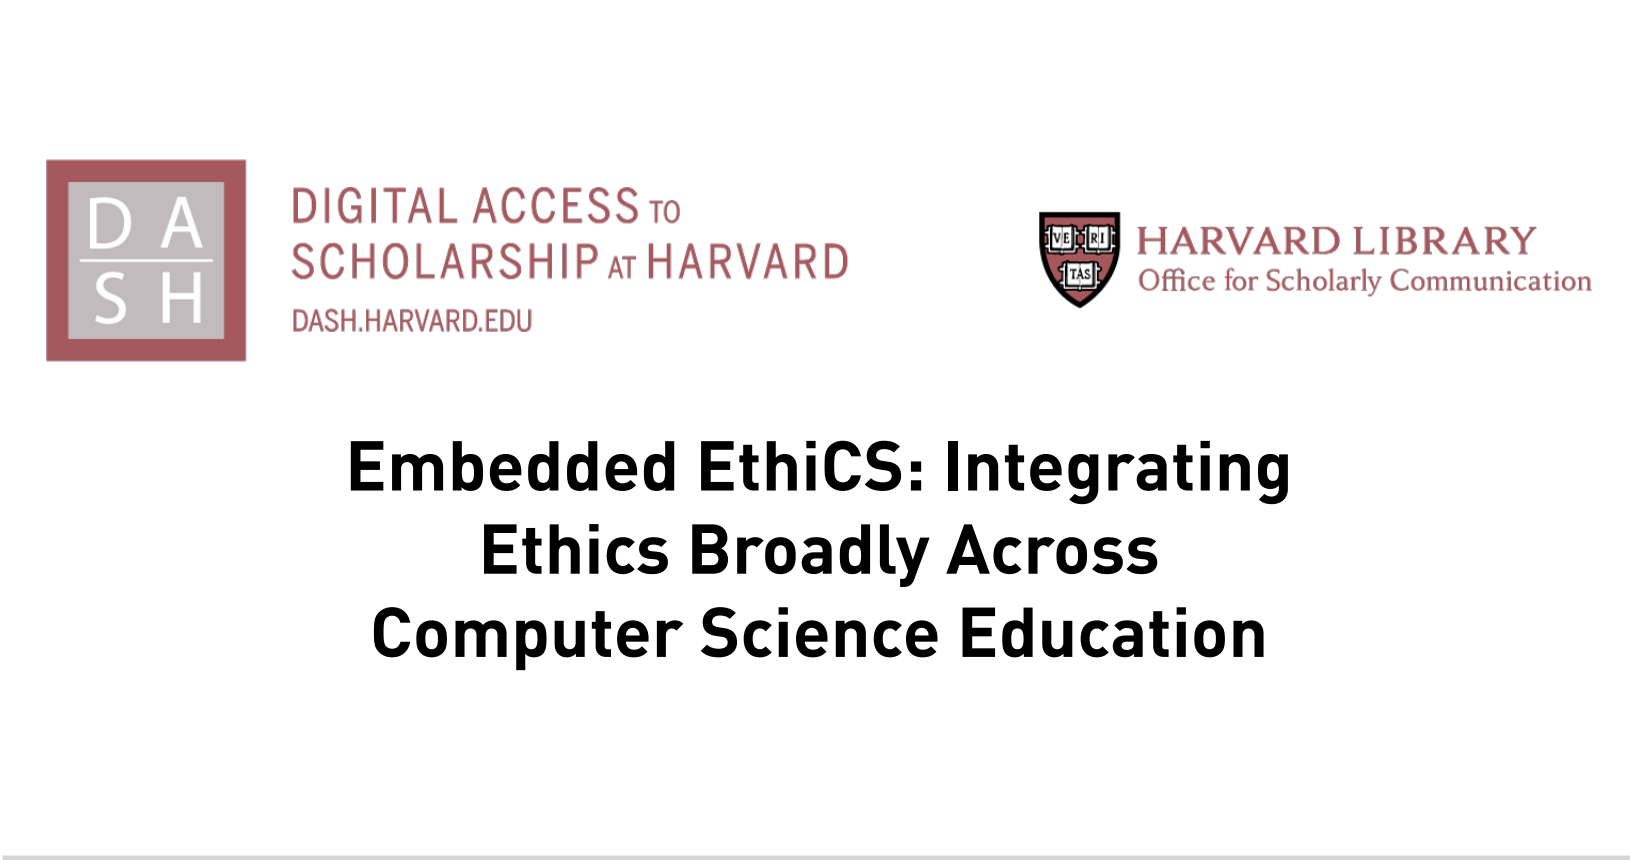 D A
S H
DIGITAL ACCESS TO
SCHOLARSHIP AT HARVARD
DASH.HARVARD.EDU
VE RI
TAS
HARVARD LIBRARY
Office for Scholarly Communication
Embedded EthiCS: Integrating
Ethics Broadly Across
Computer Science Education